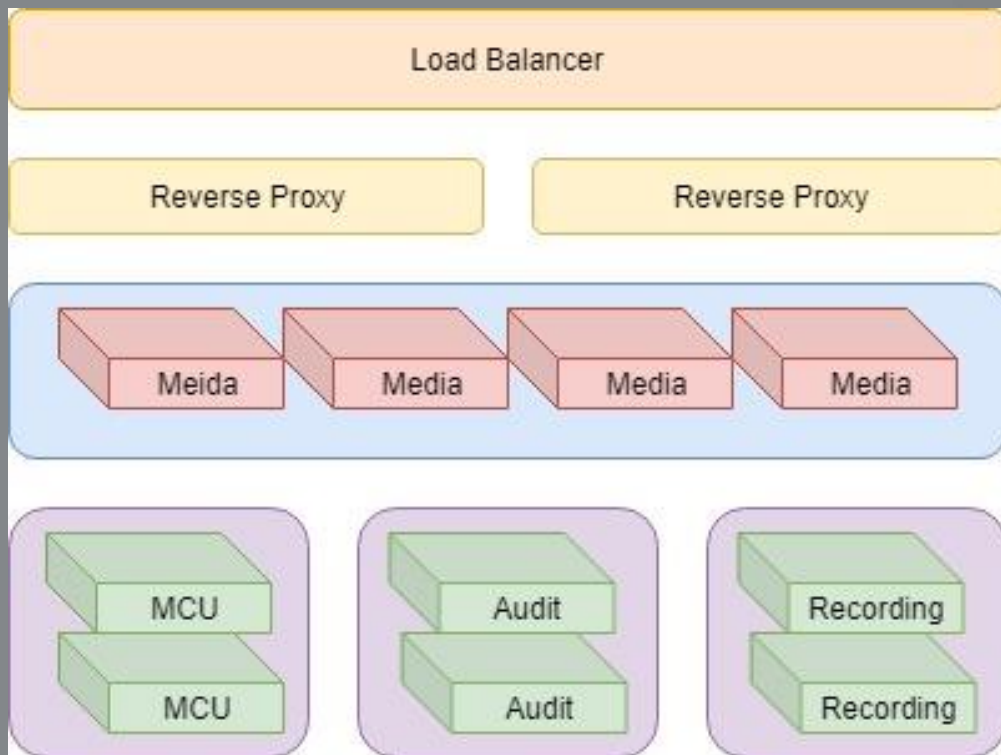 Load Balancer
Reverse Proxy
Reverse Proxy
Meida
Media
Media
Media
MCU
Audit
Recording
MCU
Audit
Recording